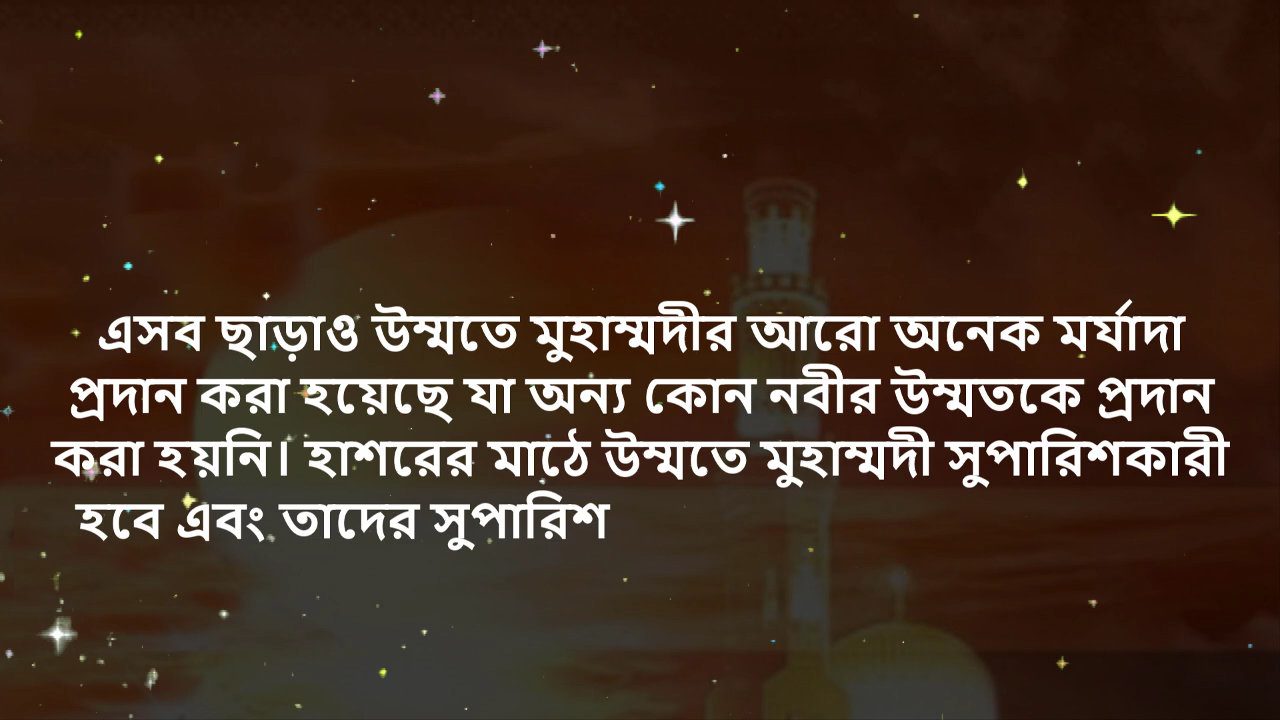 এসব ছাড়াও উম্মতে মুহাম্মদীর আরো অনেক মর্যাদা
প্রদান করা হয়েছে যা অন্য কোন নবীর উম্মতকে প্রদান
করা হয়নি। হাশরের মাঠে উম্মতে মুহাম্মদী সুপারিশকারী
হবে এবং তাদের সুপারিশ